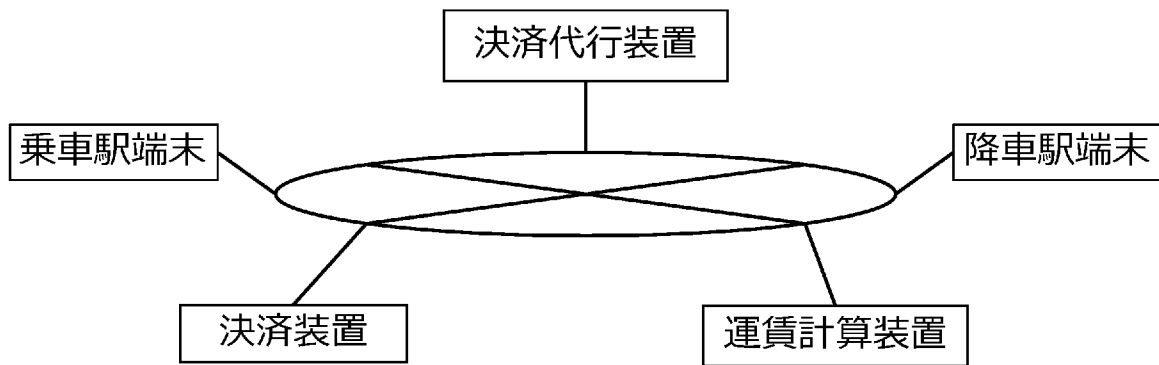 決済代行装置
乗車駅端末
降車駅端末
決済装置
運賃計算装置